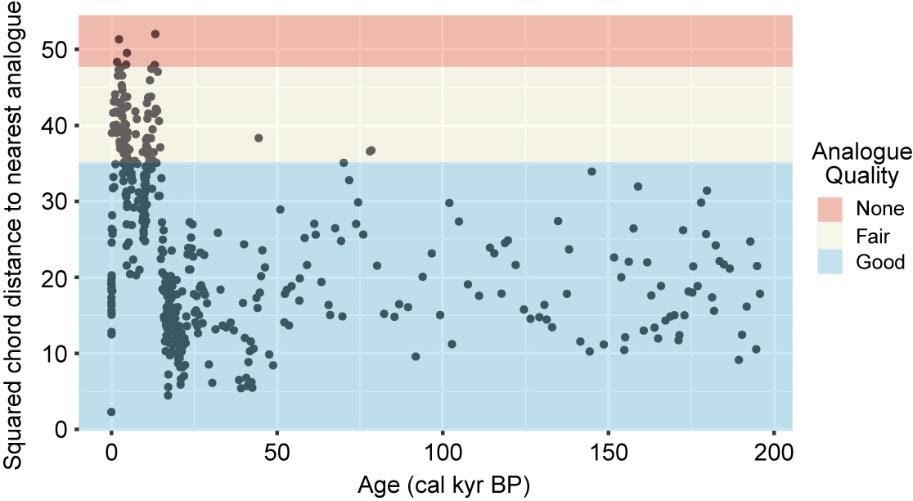 Squared chord distance to nearest analogue
50
40
30
20
10
0
0 50 100 150 200
Age (cal kyr BP)
Analogue
Quality
None
Fair
Good